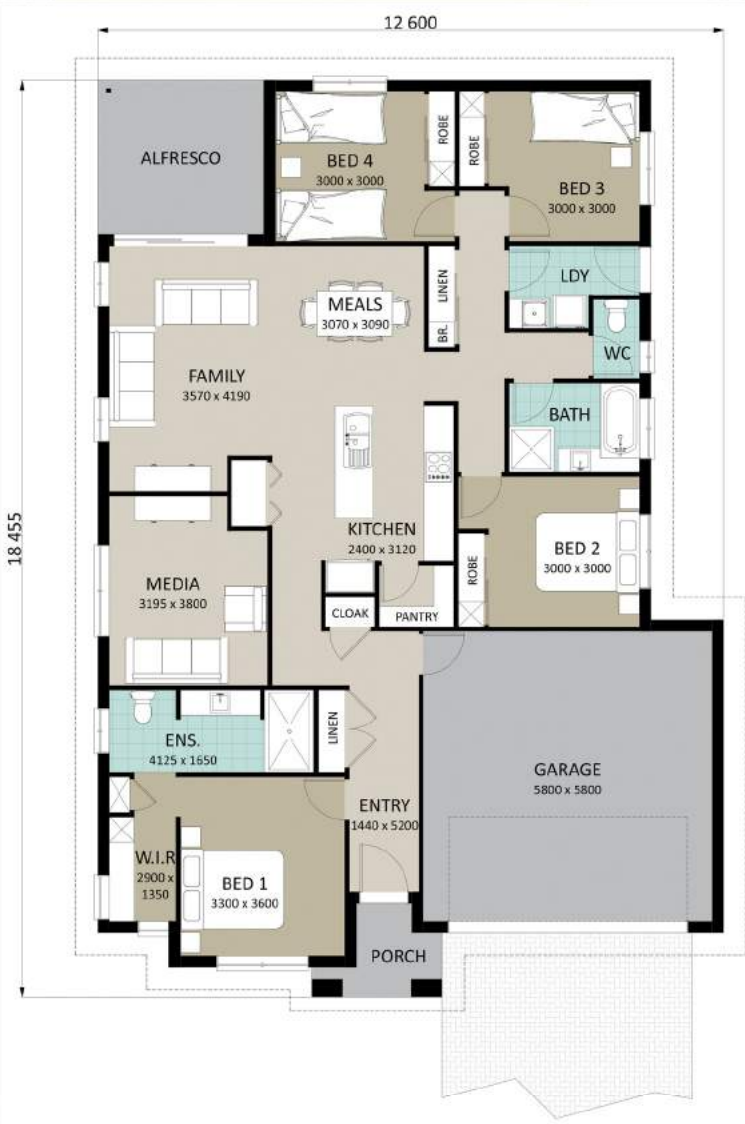 12 600
18 455
ALFRESCO
BED 4
3000 x 3000
ROBE
ROBE
BED 3
3000 x 3000
LINEN
BR.
LDY
MEALS
3070 x 3090
WC
FAMILY
3570 x 4190
BATH
KITCHEN
2400 x 3120
BED 2
3000 x 3000
ROBE
MEDIA
3195 x 3800
CLOAK
PANTRY
LINEN
ENS.
4125 x 1650
GARAGE
5800 x 5800
ENTRY
1440 x 5200
W.I.R
2900 x
1350
BED 1
3300 x 3600
PORCH